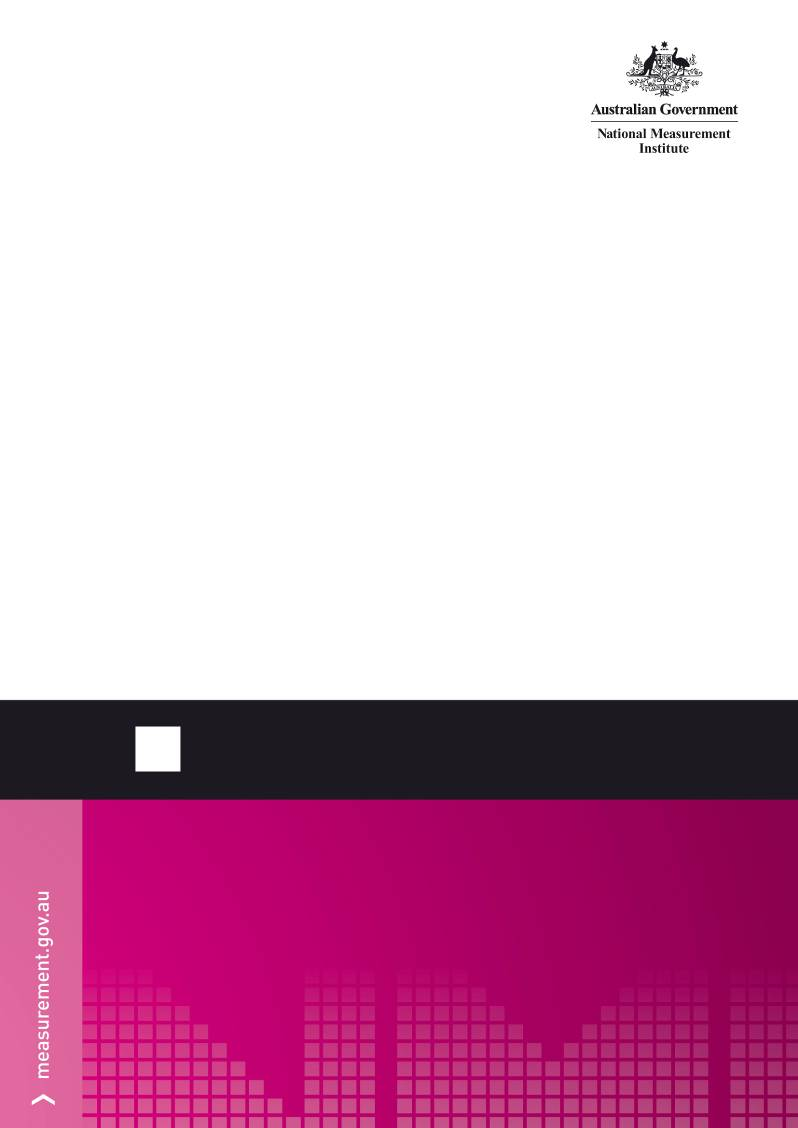 Australian Government
National Measurement
Institute
measurement.gov.au